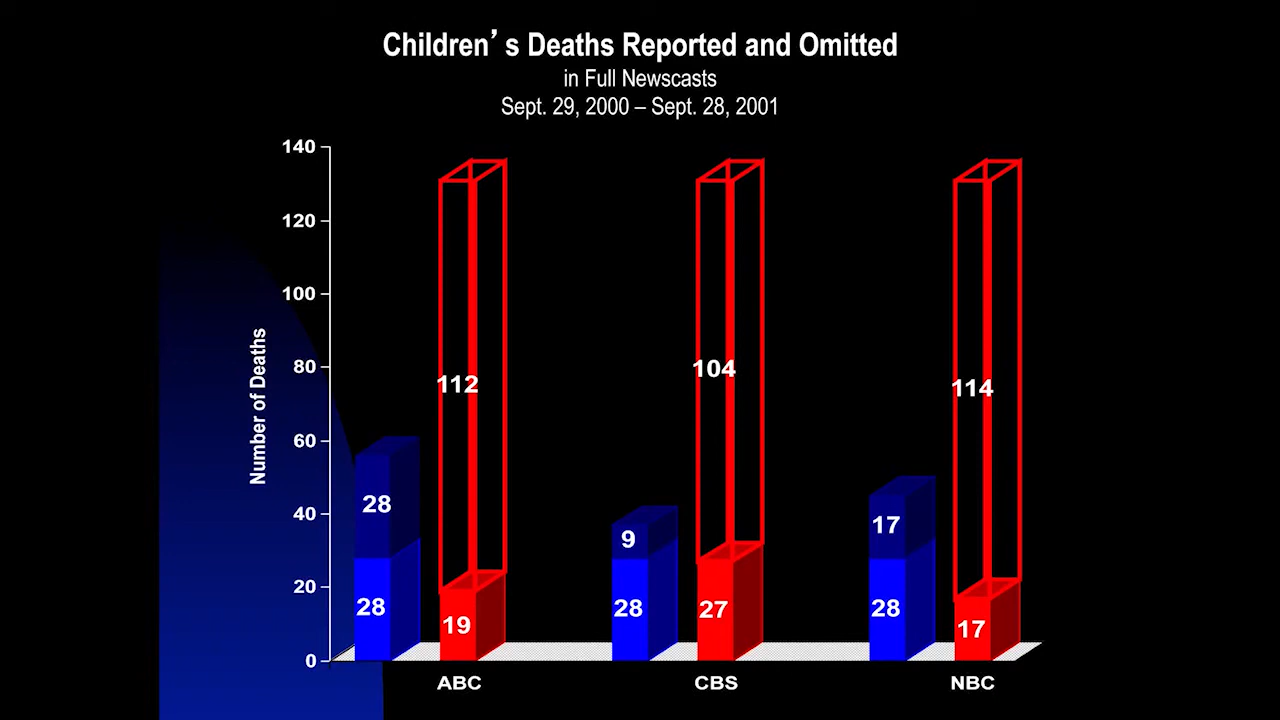 Children’s Deaths Reported and Omitted
in Full Newscasts
Sept. 29, 2000 – Sept. 28, 2001
Number of Deaths
140
120
100
80
60
40
20
0
112
104
114
28
9
17
28
19
28
27
28
17
ABC
CBS
NBC